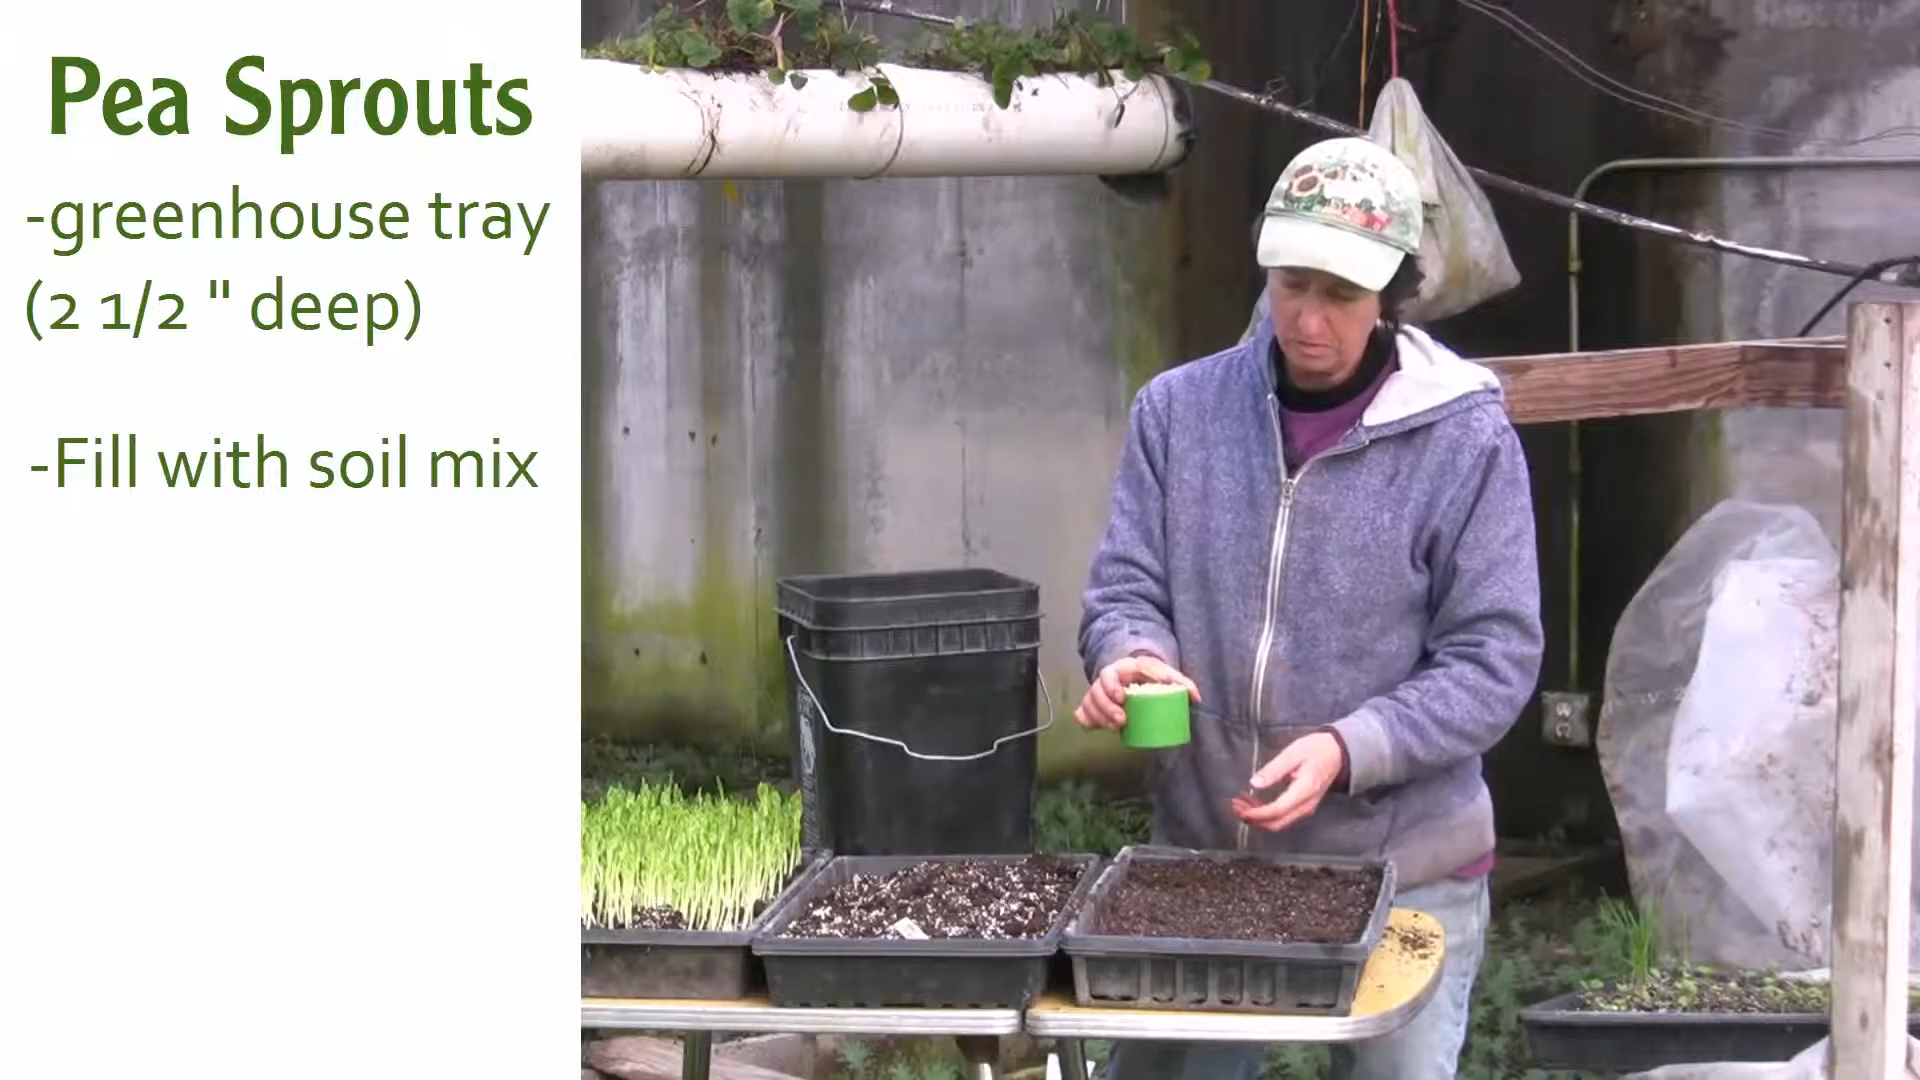 Pea Sprouts
-greenhouse tray
(2 1/2 " deep)
-Fill with soil mix